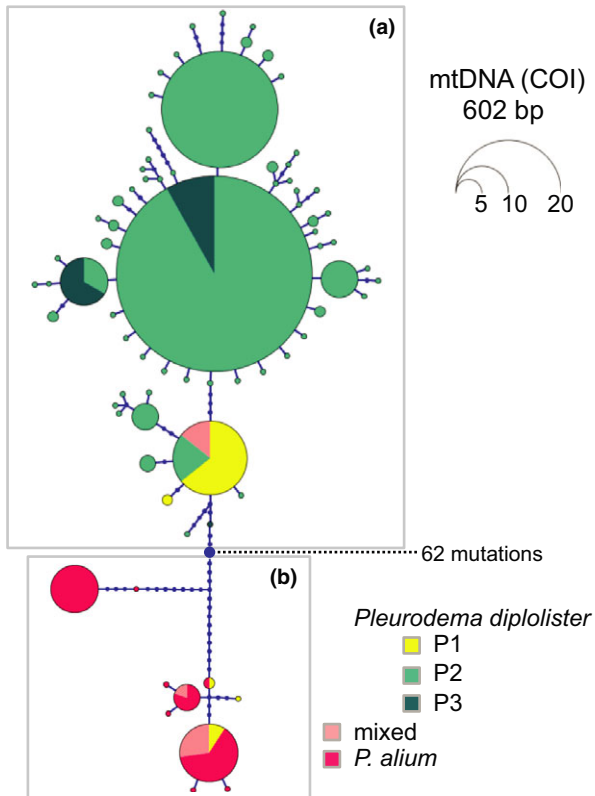 (a)
mtDNA (COI)
602 bp
5 10 20
62 mutations
(b)
Pleurodema diplolister
P1
P2
P3
mixed
P. alium